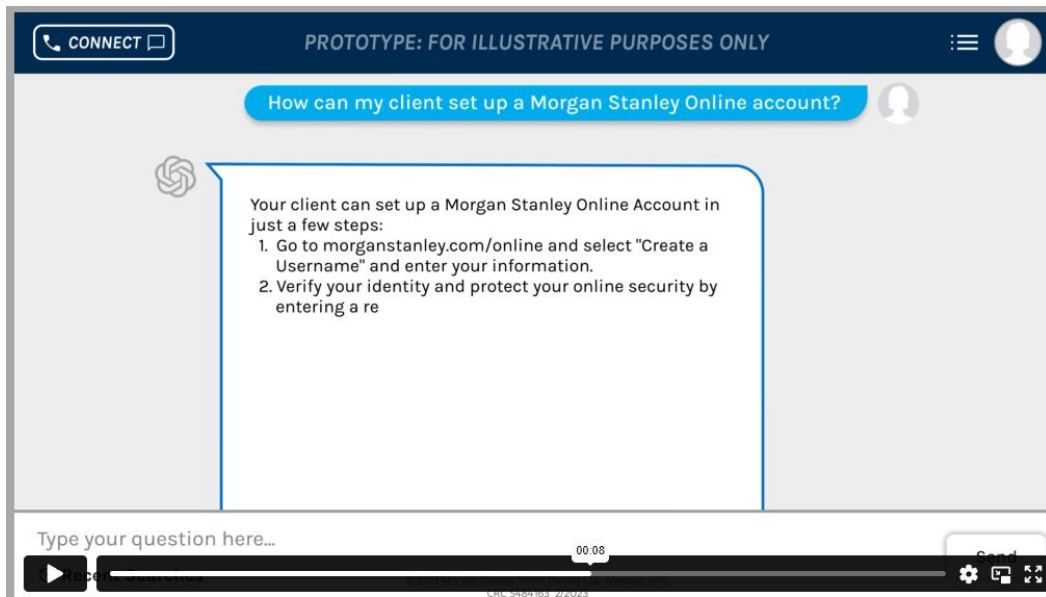 CONNECT
PROTOTYPE: FOR ILLUSTRATIVE PURPOSES ONLY
How can my client set up a Morgan Stanley Online account?
Your client can set up a Morgan Stanley Online Account in
just a few steps:
1. Go to morganstanley.com/online and select "Create a
Username" and enter your information.
2. Verify your identity and protect your online security by
entering a re
Type your question here...
00:08
Send
Recent Searches
CRC 5484163 2/2023